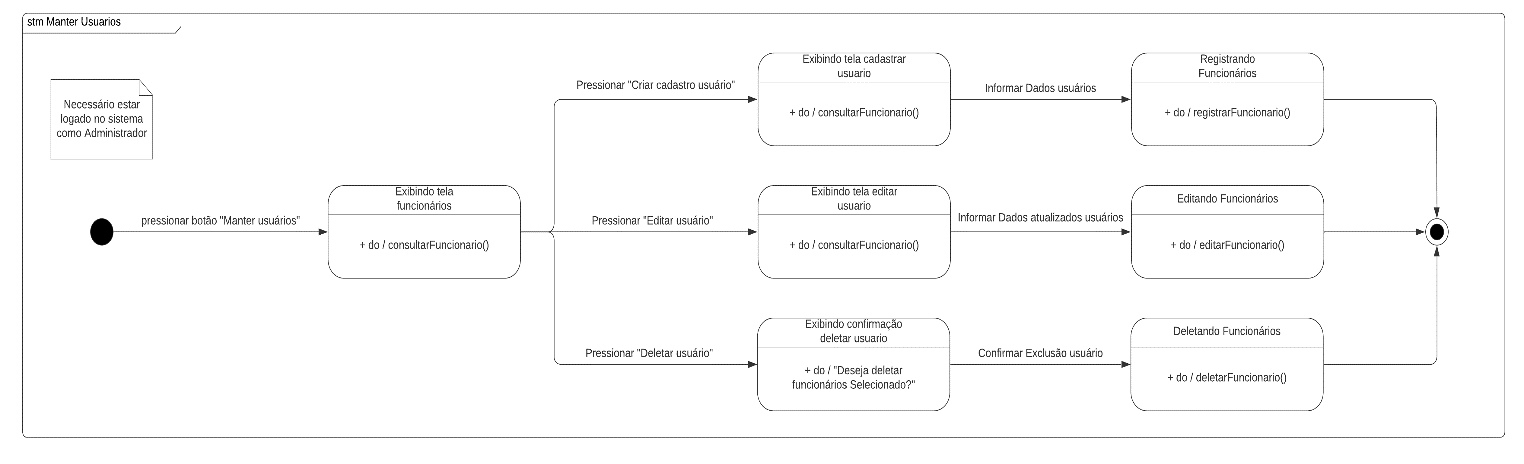 stm Manter Usuarios
Necessário estar
logado no sistema
como Administrador
pressionar botão "Manter usuários"
Exibindo tela
funcionários
+ do / consultarFuncionario()
Pressionar "Criar cadastro usuário"
Exibindo tela cadastrar
usuario
+ do / consultarFuncionario()
Informar Dados usuários
Registrando
Funcionários
+ do / registrarFuncionario()
Pressionar "Editar usuário"
Exibindo tela editar
usuario
+ do / consultarFuncionario()
Informar Dados atualizados usuários
Editando Funcionários
+ do / editarFuncionario()
Pressionar "Deletar usuário"
Exibindo confirmação
deletar usuario
+ do / "Deseja deletar
funcionários Selecionado?"
Confirmar Exclusão usuário
Deletando Funcionários
+ do / deletarFuncionario()